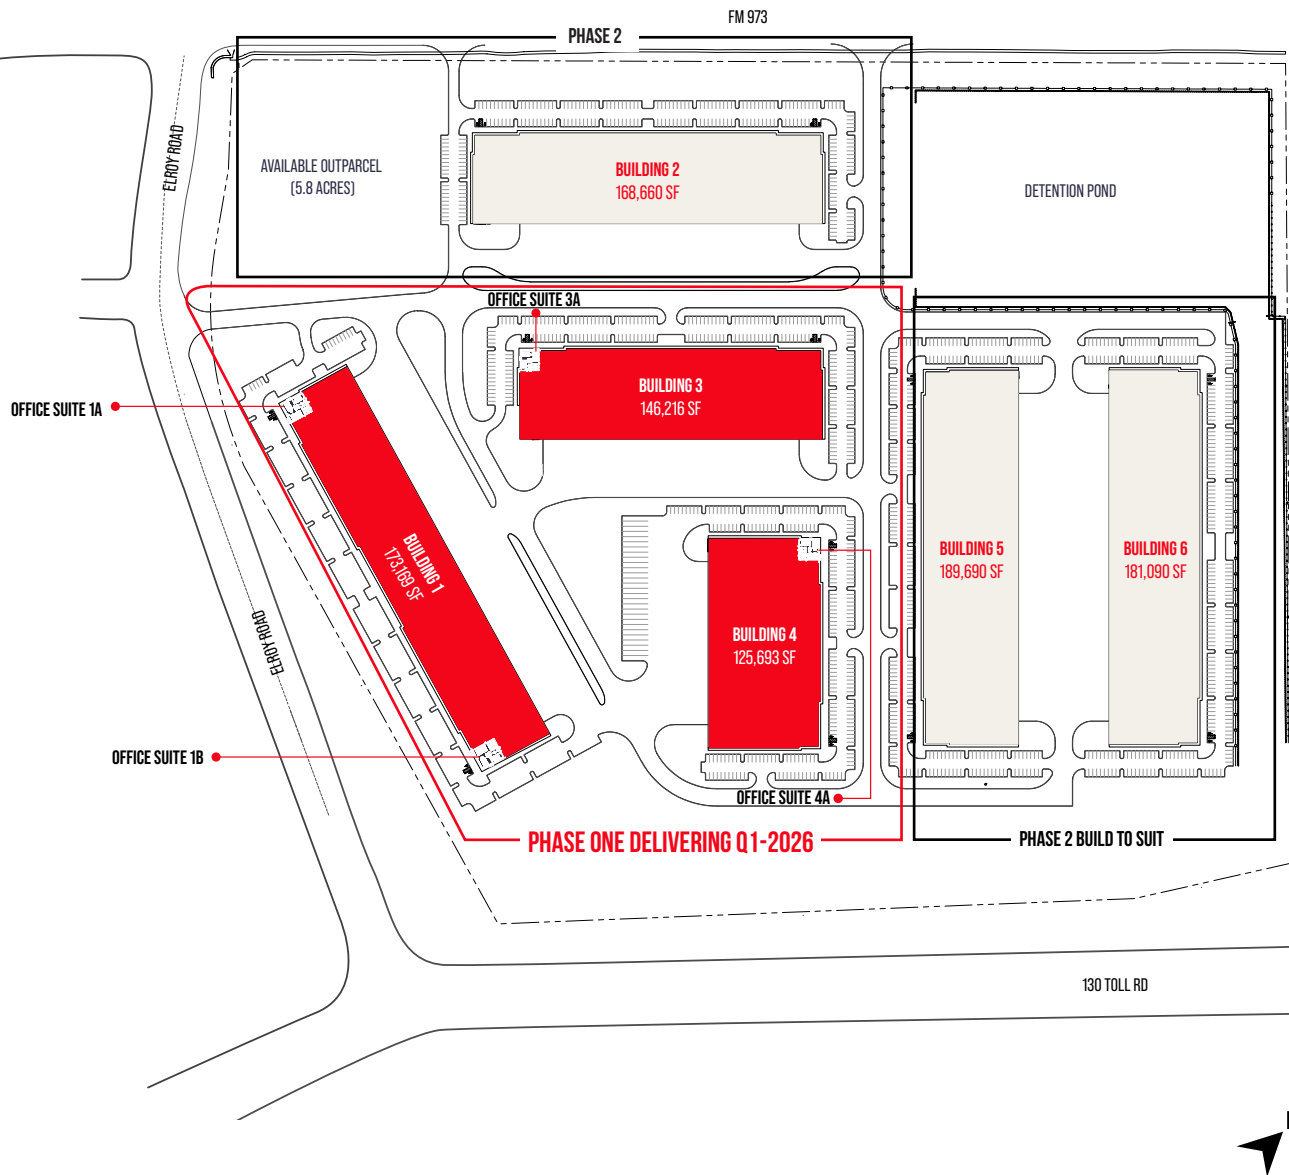 FM 973
PHASE 2
ELROY ROAD
AVAILABLE OUTPARCEL
(5.8 ACRES)
BUILDING 2
168,660 SF
DETENTION POND
OFFICE SUITE 3A
BUILDING 3
146,216 SF
OFFICE SUITE 1A
BUILDING 1
173,169 SF
BUILDING 5
189,690 SF
BUILDING 6
181,090 SF
BUILDING 4
125,693 SF
ELROY ROAD
OFFICE SUITE 1B
OFFICE SUITE 4A
PHASE ONE DELIVERING Q1-2026
PHASE 2 BUILD TO SUIT
130 TOLL RD